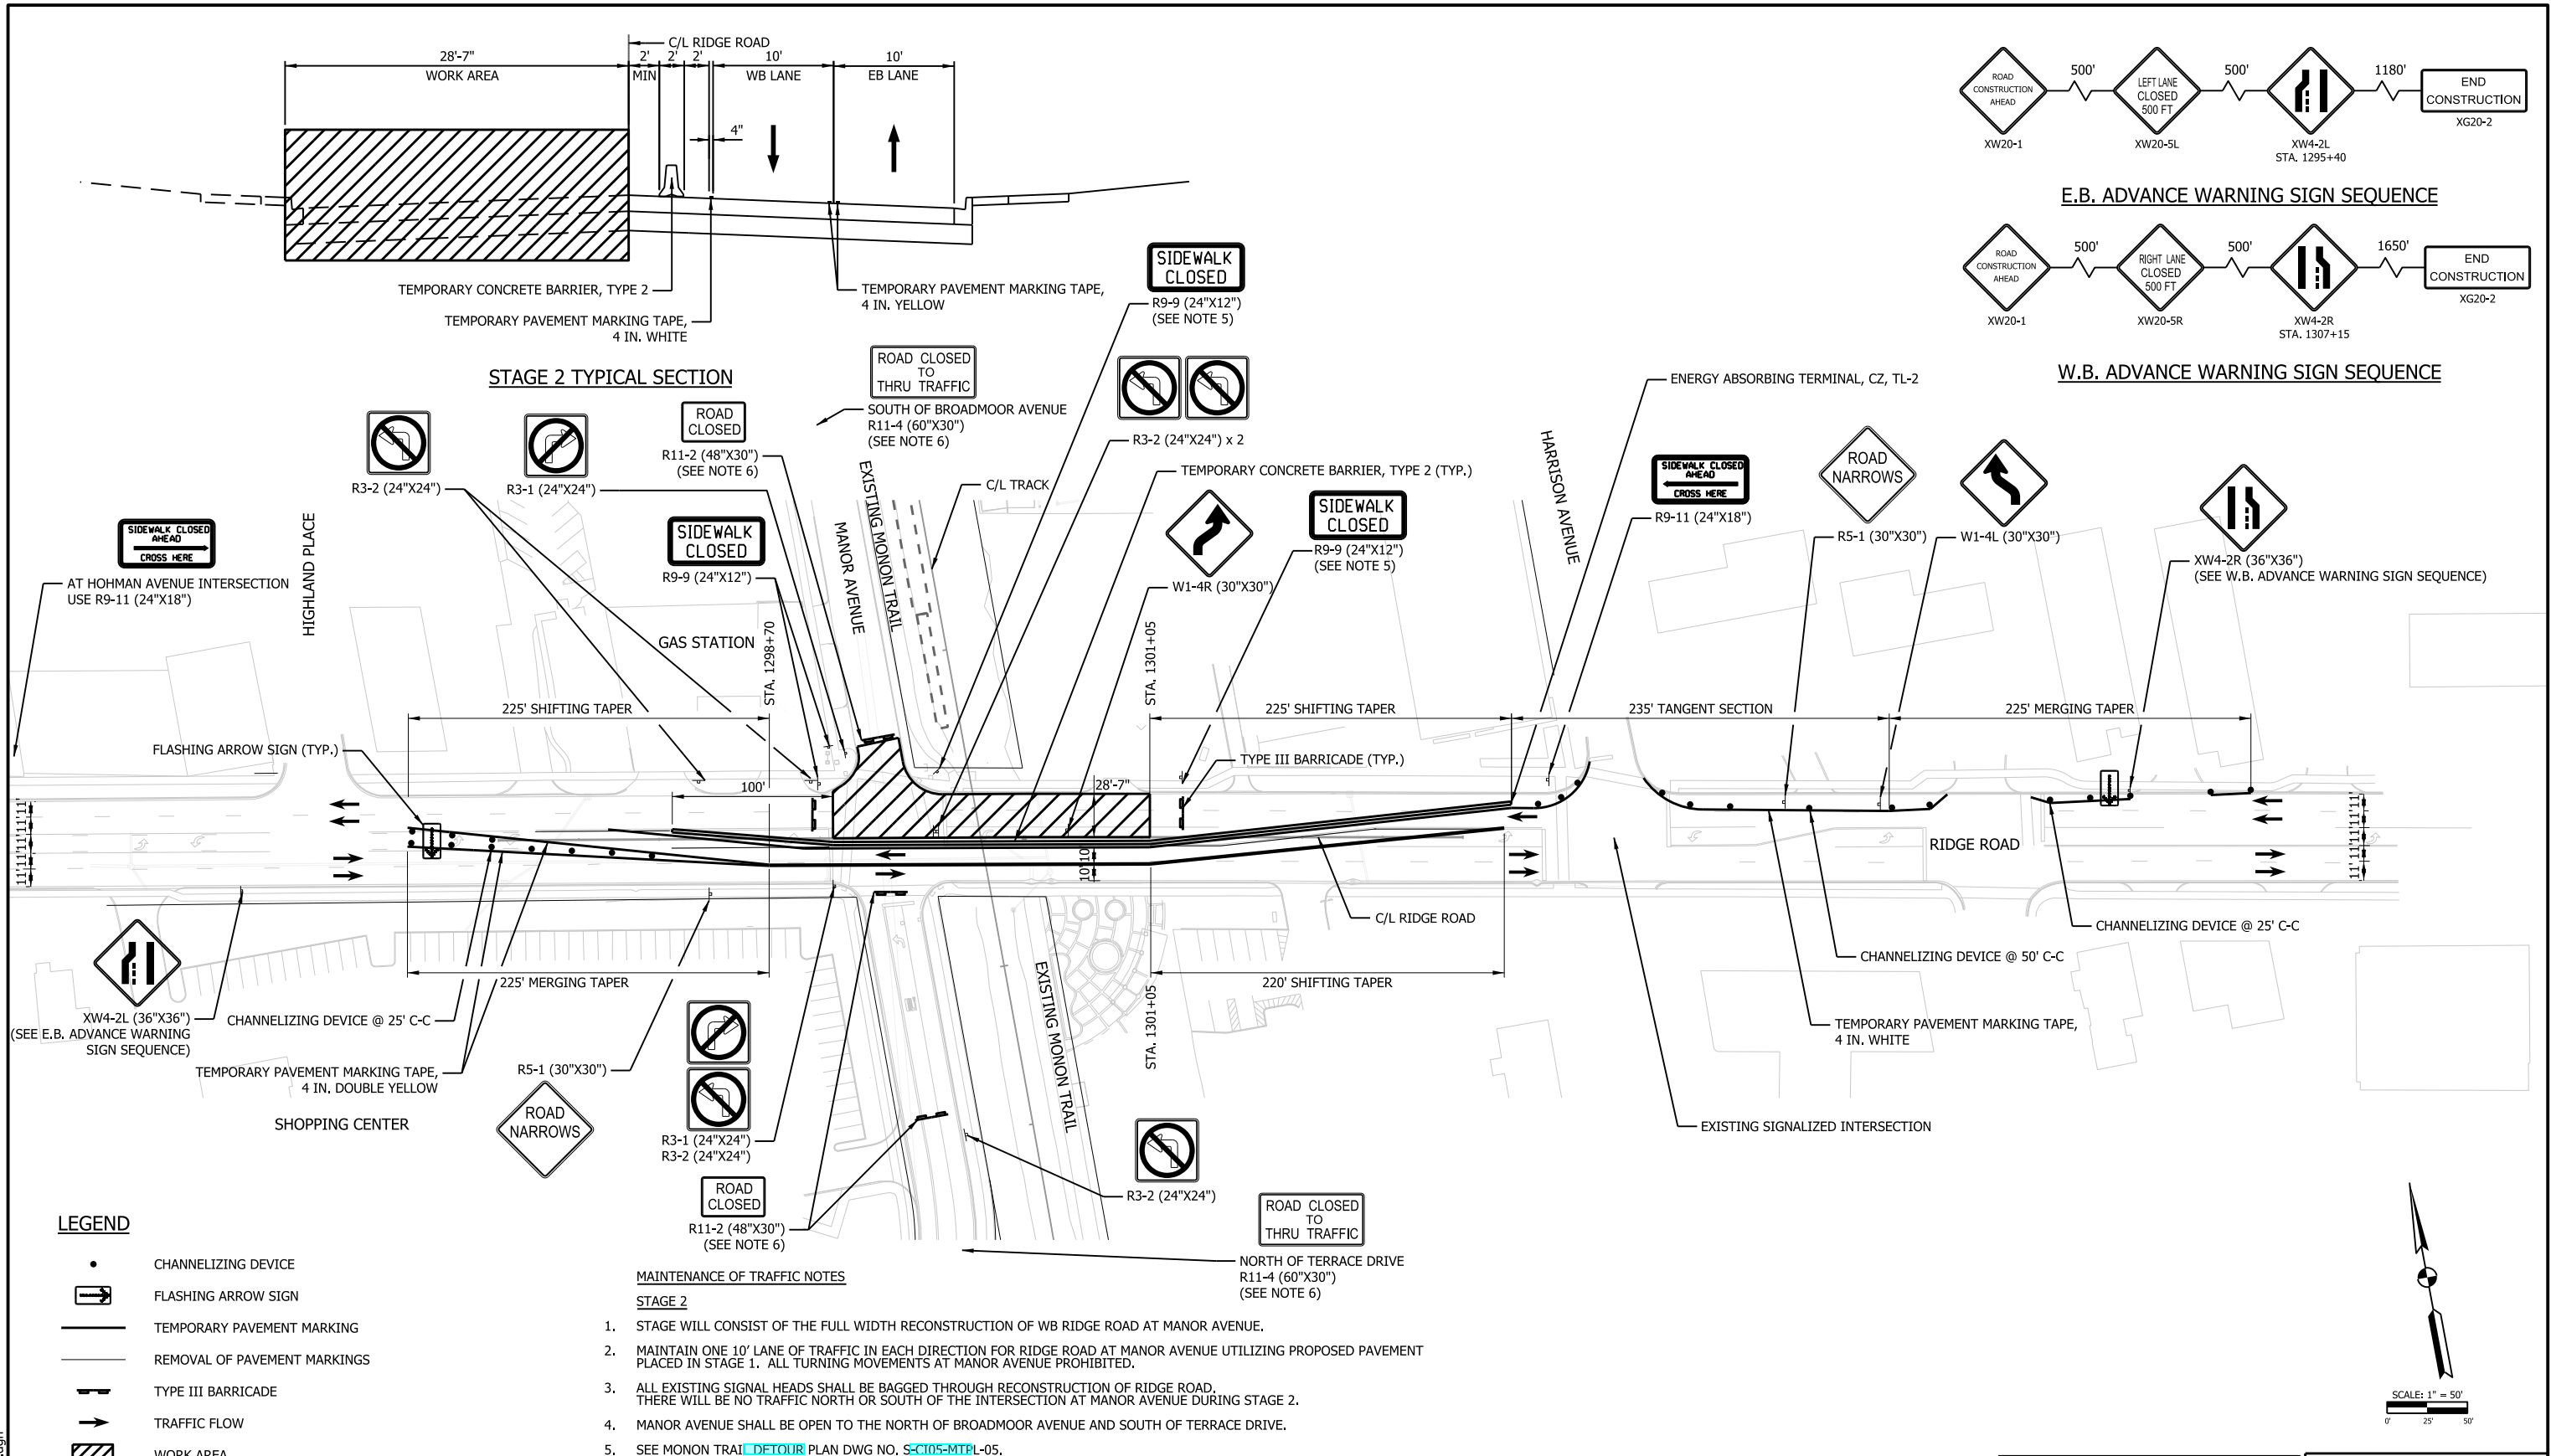 C/L RIDGE ROAD
28'-7"
2'
2'
2'
10'
10'
WORK AREA
MIN
WB LANE
EB LANE
4"
TEMPORARY CONCRETE BARRIER, TYPE 2
TEMPORARY PAVEMENT MARKING TAPE,
4 IN. WHITE
TEMPORARY PAVEMENT MARKING TAPE,
4 IN. YELLOW
STAGE 2 TYPICAL SECTION
ROAD
CONSTRUCTION
AHEAD
XW20-1
500'
LEFT LANE
CLOSED
500 FT
XW20-5L
500'
XW4-2L
STA. 1295+40
1180'
END
CONSTRUCTION
XG20-2
E.B. ADVANCE WARNING SIGN SEQUENCE
ROAD
CONSTRUCTION
AHEAD
XW20-1
500'
RIGHT LANE
CLOSED
500 FT
XW20-5R
500'
XW4-2R
STA. 1307+15
1650'
END
CONSTRUCTION
XG20-2
W.B. ADVANCE WARNING SIGN SEQUENCE
SIDEWALK
CLOSED
R9-9 (24"X12")
(SEE NOTE 5)
ROAD CLOSED
TO
THRU TRAFFIC
SOUTH OF BROADMOOR AVENUE
R11-4 (60"X30")
(SEE NOTE 6)
R3-2 (24"X24") x 2
ENERGY ABSORBING TERMINAL, CZ, TL-2
ROAD
CLOSED
R11-2 (48"X30")
(SEE NOTE 6)
R3-2 (24"X24")
R3-1 (24"X24")
TEMPORARY CONCRETE BARRIER, TYPE 2 (TYP.)
C/L TRACK
EXISTING MONON TRAIL
MANOR AVENUE
HARRISON AVENUE
HIGHLAND PLACE
SIDEWALK CLOSED
AHEAD
CROSS HERE
AT HOHMAN AVENUE INTERSECTION
USE R9-11 (24"X18")
SIDEWALK
CLOSED
R9-9 (24"X12")
GAS STATION
STA. 1298+70
W1-4R (30"X30")
SIDEWALK
CLOSED
R9-9 (24"X12")
(SEE NOTE 5)
STA. 1301+05
SIDEWALK CLOSED
AHEAD
CROSS HERE
R9-11 (24"X18")
ROAD
NARROWS
R5-1 (30"X30")
W1-4L (30"X30")
XW4-2R (36"X36")
(SEE W.B. ADVANCE WARNING SIGN SEQUENCE)
225' SHIFTING TAPER
225' SHIFTING TAPER
235' TANGENT SECTION
225' MERGING TAPER
FLASHING ARROW SIGN (TYP.)
TYPE III BARRICADE (TYP.)
100'
28'-7"
11'11'11'11'11'
10'10'
11'11'11'11'11'
RIDGE ROAD
C/L RIDGE ROAD
CHANNELIZING DEVICE @ 25' C-C
CHANNELIZING DEVICE @ 50' C-C
225' MERGING TAPER
220' SHIFTING TAPER
STA. 1301+05
EXISTING MONON TRAIL
XW4-2L (36"X36")
(SEE E.B. ADVANCE WARNING
SIGN SEQUENCE)
CHANNELIZING DEVICE @ 25' C-C
TEMPORARY PAVEMENT MARKING TAPE,
4 IN. DOUBLE YELLOW
TEMPORARY PAVEMENT MARKING TAPE,
4 IN. WHITE
R5-1 (30"X30")
ROAD
NARROWS
SHOPPING CENTER
R3-1 (24"X24")
R3-2 (24"X24")
EXISTING SIGNALIZED INTERSECTION
ROAD
CLOSED
R11-2 (48"X30")
(SEE NOTE 6)
R3-2 (24"X24")
ROAD CLOSED
TO
THRU TRAFFIC
NORTH OF TERRACE DRIVE
R11-4 (60"X30")
(SEE NOTE 6)
LEGEND
CHANNELIZING DEVICE
FLASHING ARROW SIGN
TEMPORARY PAVEMENT MARKING
REMOVAL OF PAVEMENT MARKINGS
TYPE III BARRICADE
TRAFFIC FLOW
WORK AREA
MAINTENANCE OF TRAFFIC NOTES
STAGE 2
1. STAGE WILL CONSIST OF THE FULL WIDTH RECONSTRUCTION OF WB RIDGE ROAD AT MANOR AVENUE.
2. MAINTAIN ONE 10' LANE OF TRAFFIC IN EACH DIRECTION FOR RIDGE ROAD AT MANOR AVENUE UTILIZING PROPOSED PAVEMENT
PLACED IN STAGE 1. ALL TURNING MOVEMENTS AT MANOR AVENUE PROHIBITED.
3. ALL EXISTING SIGNAL HEADS SHALL BE BAGGED THROUGH RECONSTRUCTION OF RIDGE ROAD.
THERE WILL BE NO TRAFFIC NORTH OR SOUTH OF THE INTERSECTION AT MANOR AVENUE DURING STAGE 2.
4. MANOR AVENUE SHALL BE OPEN TO THE NORTH OF BROADMOOR AVENUE AND SOUTH OF TERRACE DRIVE.
5. SEE MONON TRAIL DETOUR PLAN DWG NO. S-CI05-MTPL-05.
SCALE: 1" = 50'
0' 25' 50'